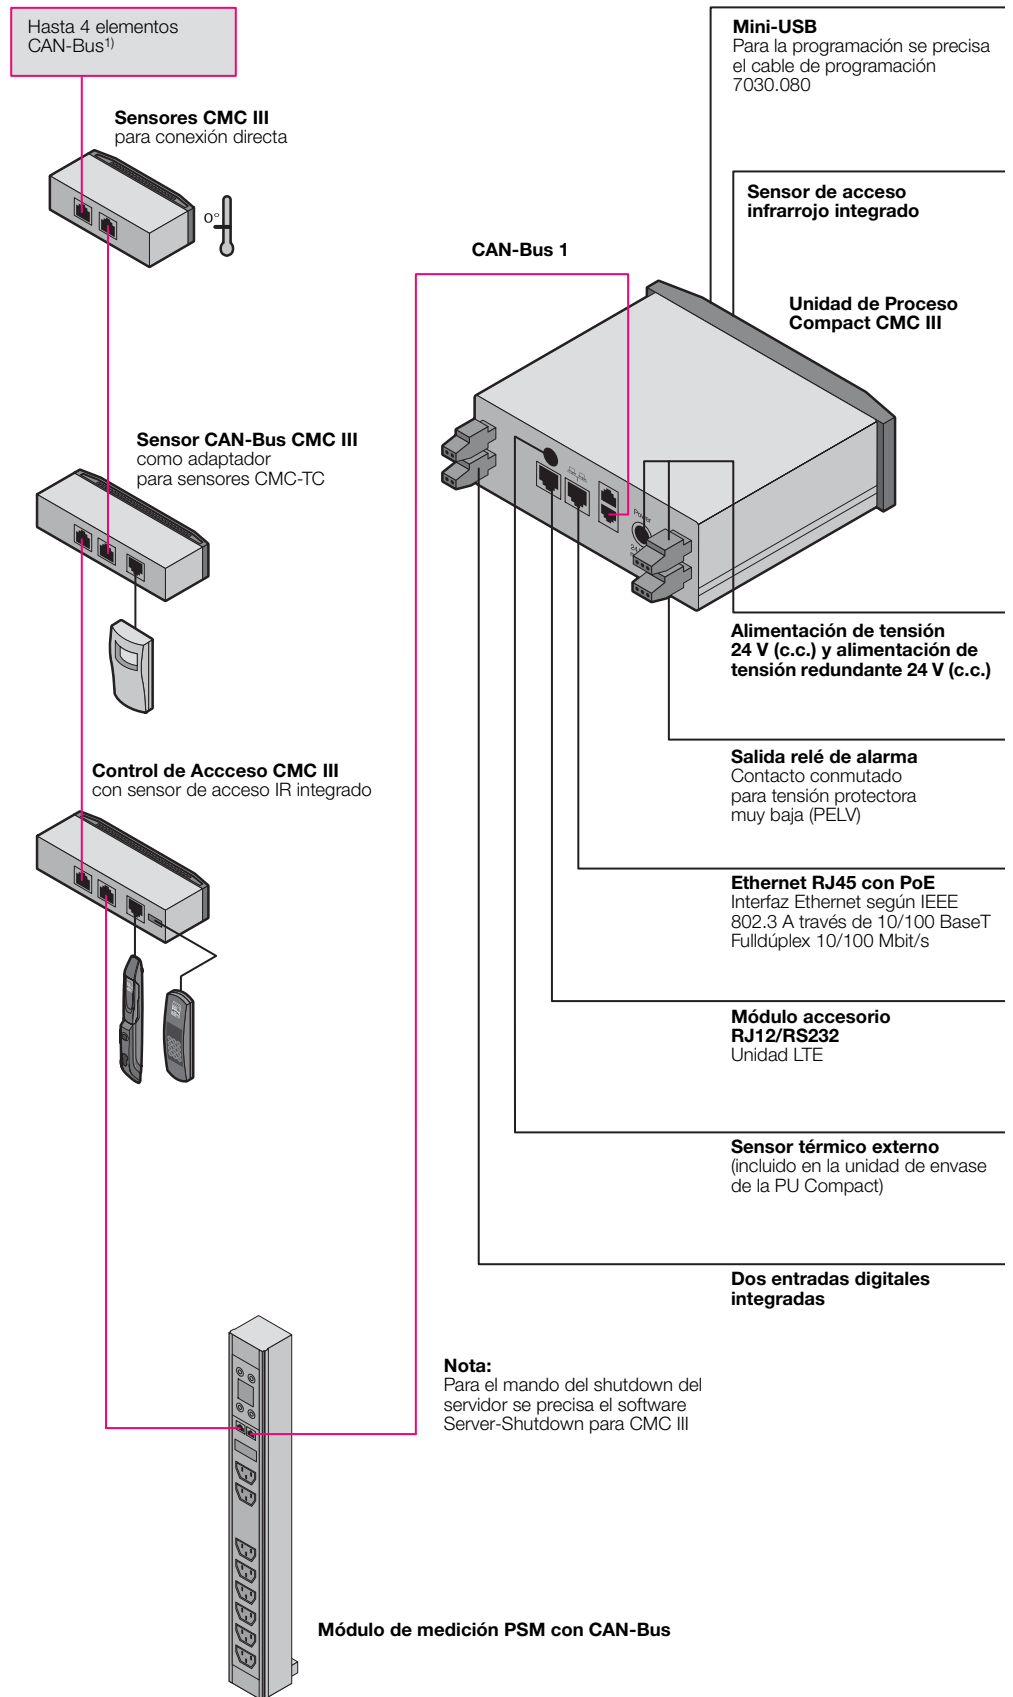 Hasta 4 elementos
CAN-Bus1)
Mini-USB
Para la programación se precisa
el cable de programación
7030.080
Sensores CMC III
para conexión directa
0°
Sensor de acceso
infrarrojo integrado
CAN-Bus 1
Unidad de Proceso
Compact CMC III
Sensor CAN-Bus CMC III
como adaptador
para sensores CMC-TC
Power
24
Alimentación de tensión
24 V (c.c.) y alimentación de
tensión redundante 24 V (c.c.)
Salida relé de alarma
Contacto conmutado
para tensión protectora
muy baja (PELV)
Control de Accceso CMC III
con sensor de acceso IR integrado
Ethernet RJ45 con PoE
Interfaz Ethernet según IEEE
802.3 A través de 10/100 BaseT
Fulldúplex 10/100 Mbit/s
Módulo accesorio
RJ12/RS232
Unidad LTE
Sensor térmico externo
(incluido en la unidad de envase
de la PU Compact)
Dos entradas digitales
integradas
Nota:
Para el mando del shutdown del
servidor se precisa el software
Server-Shutdown para CMC III
Módulo de medición PSM con CAN-Bus